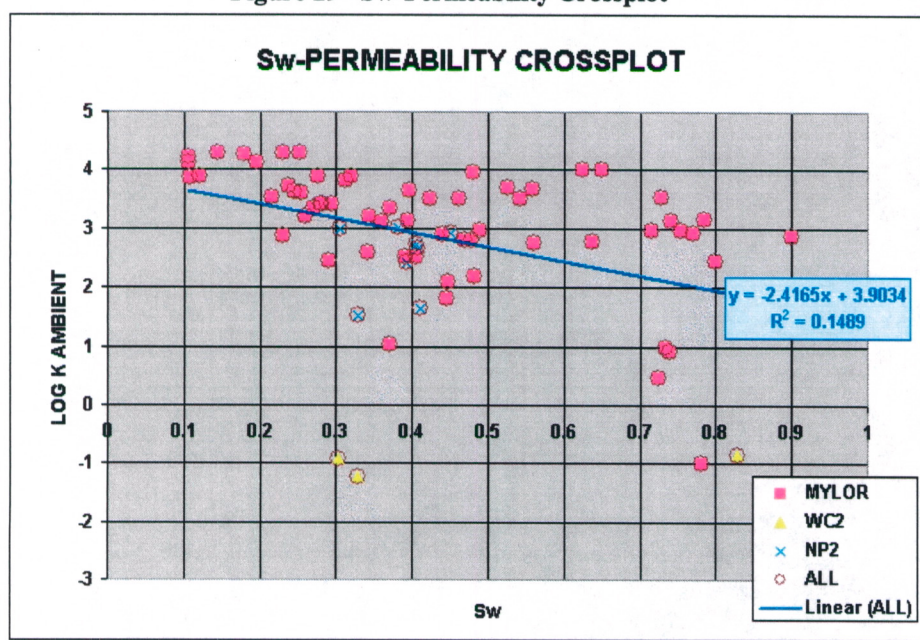 Sw-PERMEABILITY CROSSPLOT
5
4
3
2
1
0
-1
-2
-3
LOG K AMBIENT
0 0.1 0.2 0.3 0.4 0.5 0.6 0.7 0.8 0.9 1
Sw
y = -2.4165x + 3.9034
R² = 0.1489
MYLOR
WC2
NP2
ALL
Linear (ALL)